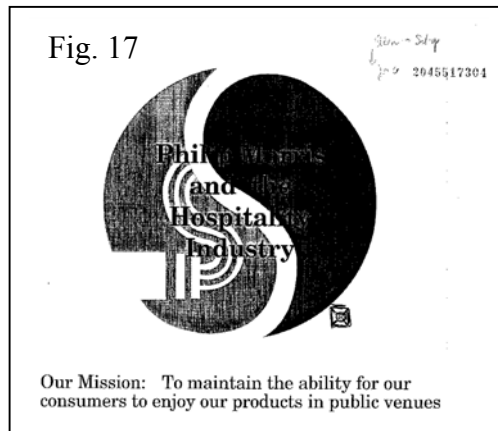 Fig. 17
2045517304
Philip Morris
and the
Hospitality
Industry
Our Mission: To maintain the ability for our
consumers to enjoy our products in public venues